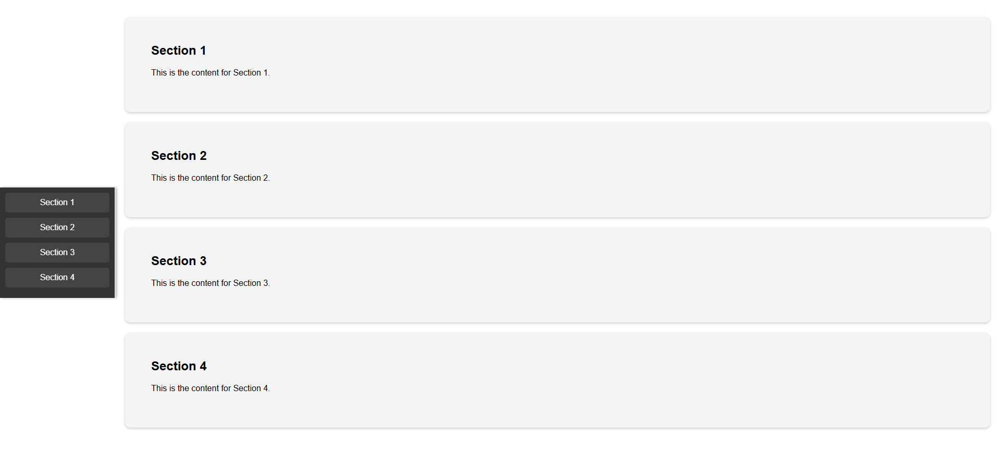 Section 1
This is the content for Section 1.
Section 2
This is the content for Section 2.
Section 1
Section 2
Section 3
Section 4
Section 3
This is the content for Section 3.
Section 4
This is the content for Section 4.